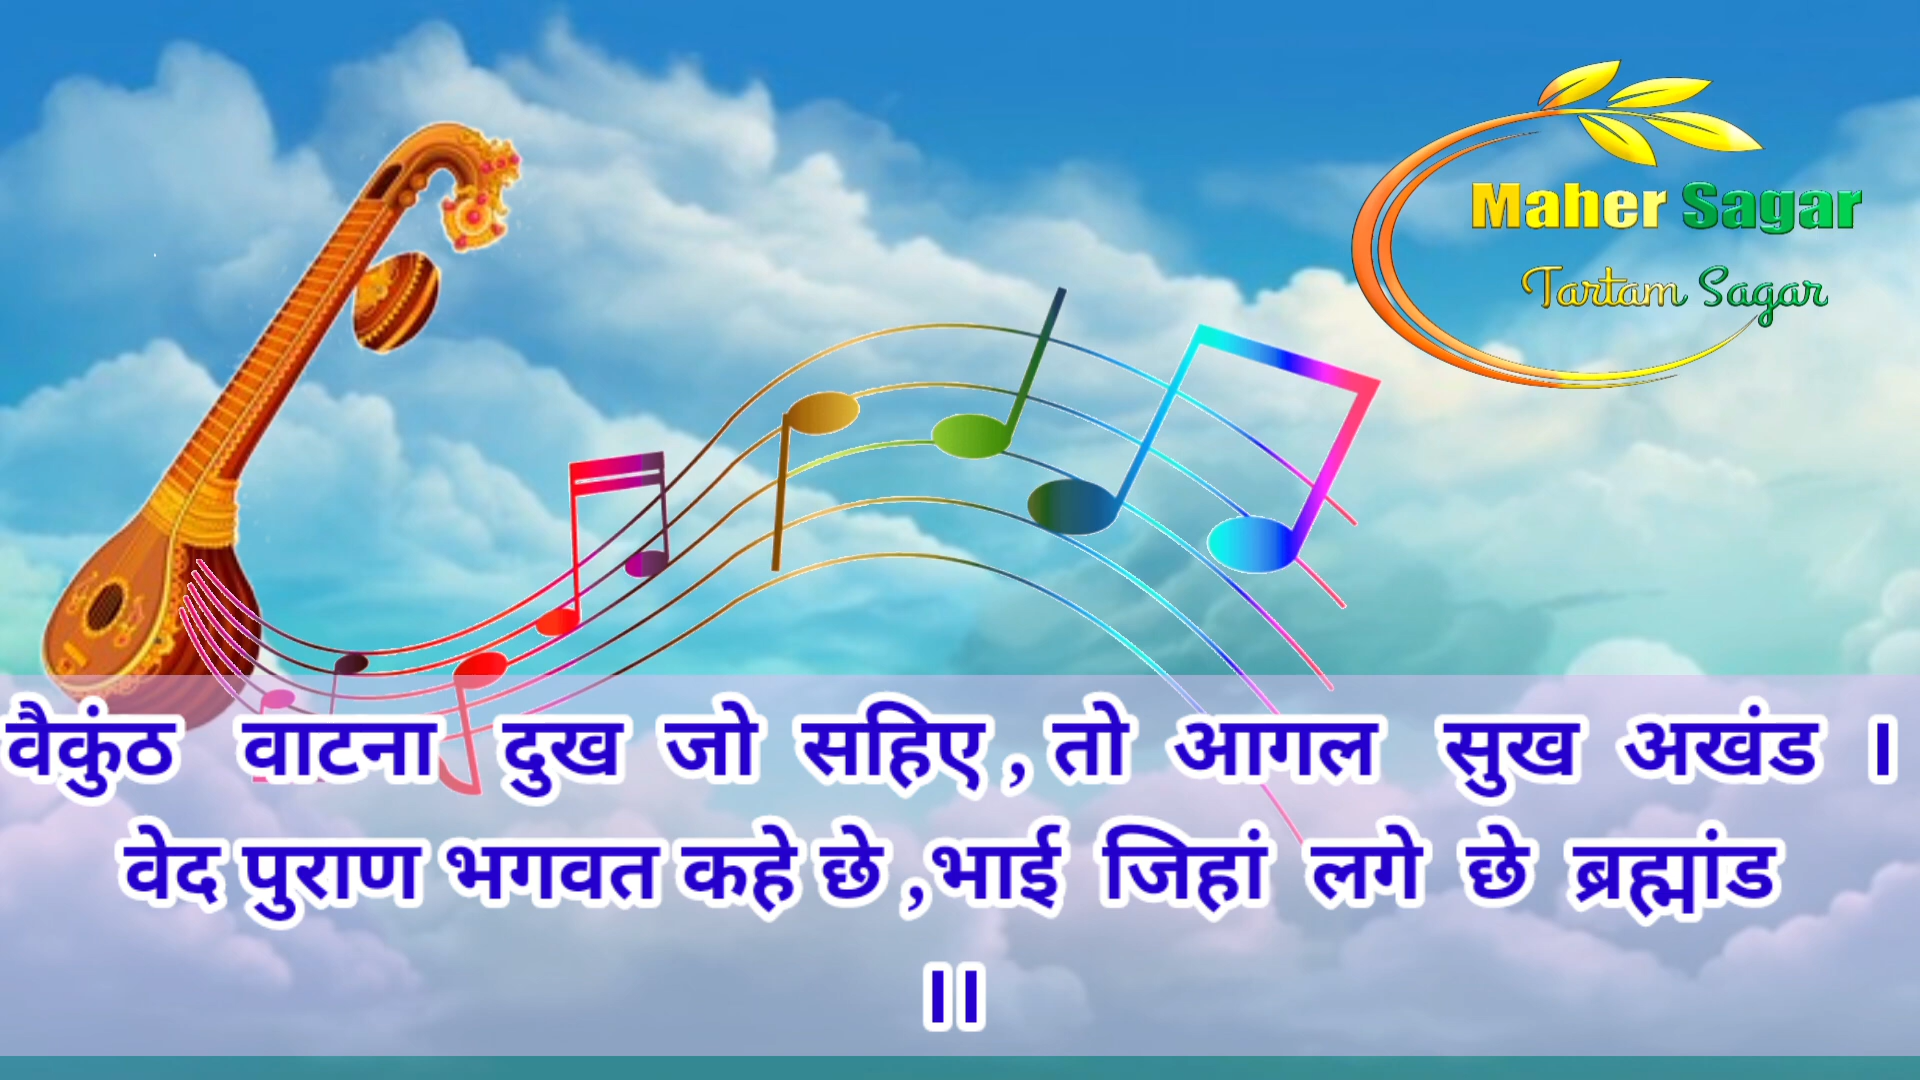 Maher Sagar
Tartam Sagar
वैकुंठ वाटना दुख जो सहिए , तो आगल सुख अखंड ।
वेद पुराण भगवत कहे छे ,भाई जिहां लगे छे ब्रह्मांड
।।